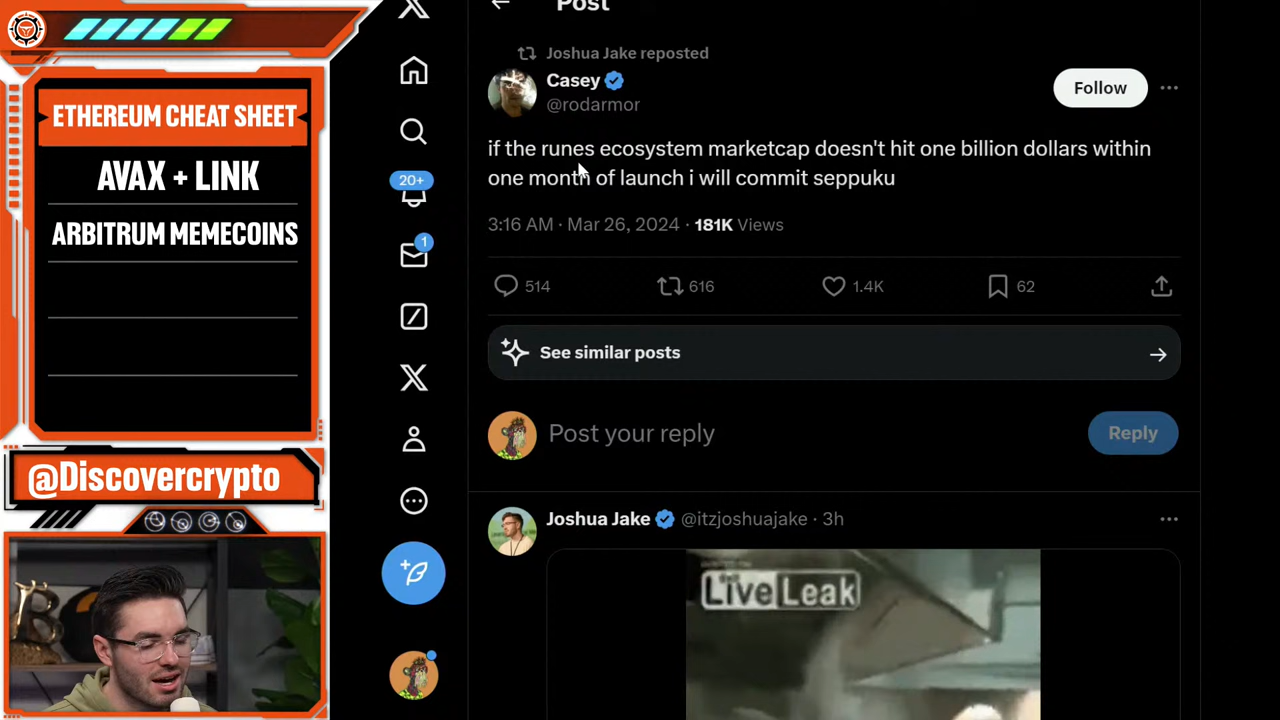 ETHEREUM CHEAT SHEET
AVAX + LINK
ARBITRUM MEMECOINS
@Discovercrypto
20+
1
Post
Joshua Jake reposted
Casey
@rodarmor
Follow
if the runes ecosystem marketcap doesn't hit one billion dollars within
one month of launch i will commit seppuku
3:16 AM · Mar 26, 2024 · 181K Views
514 616 1.4K 62
See similar posts
Post your reply
Reply
Joshua Jake @itzjoshuajake · 3h
LiveLeak